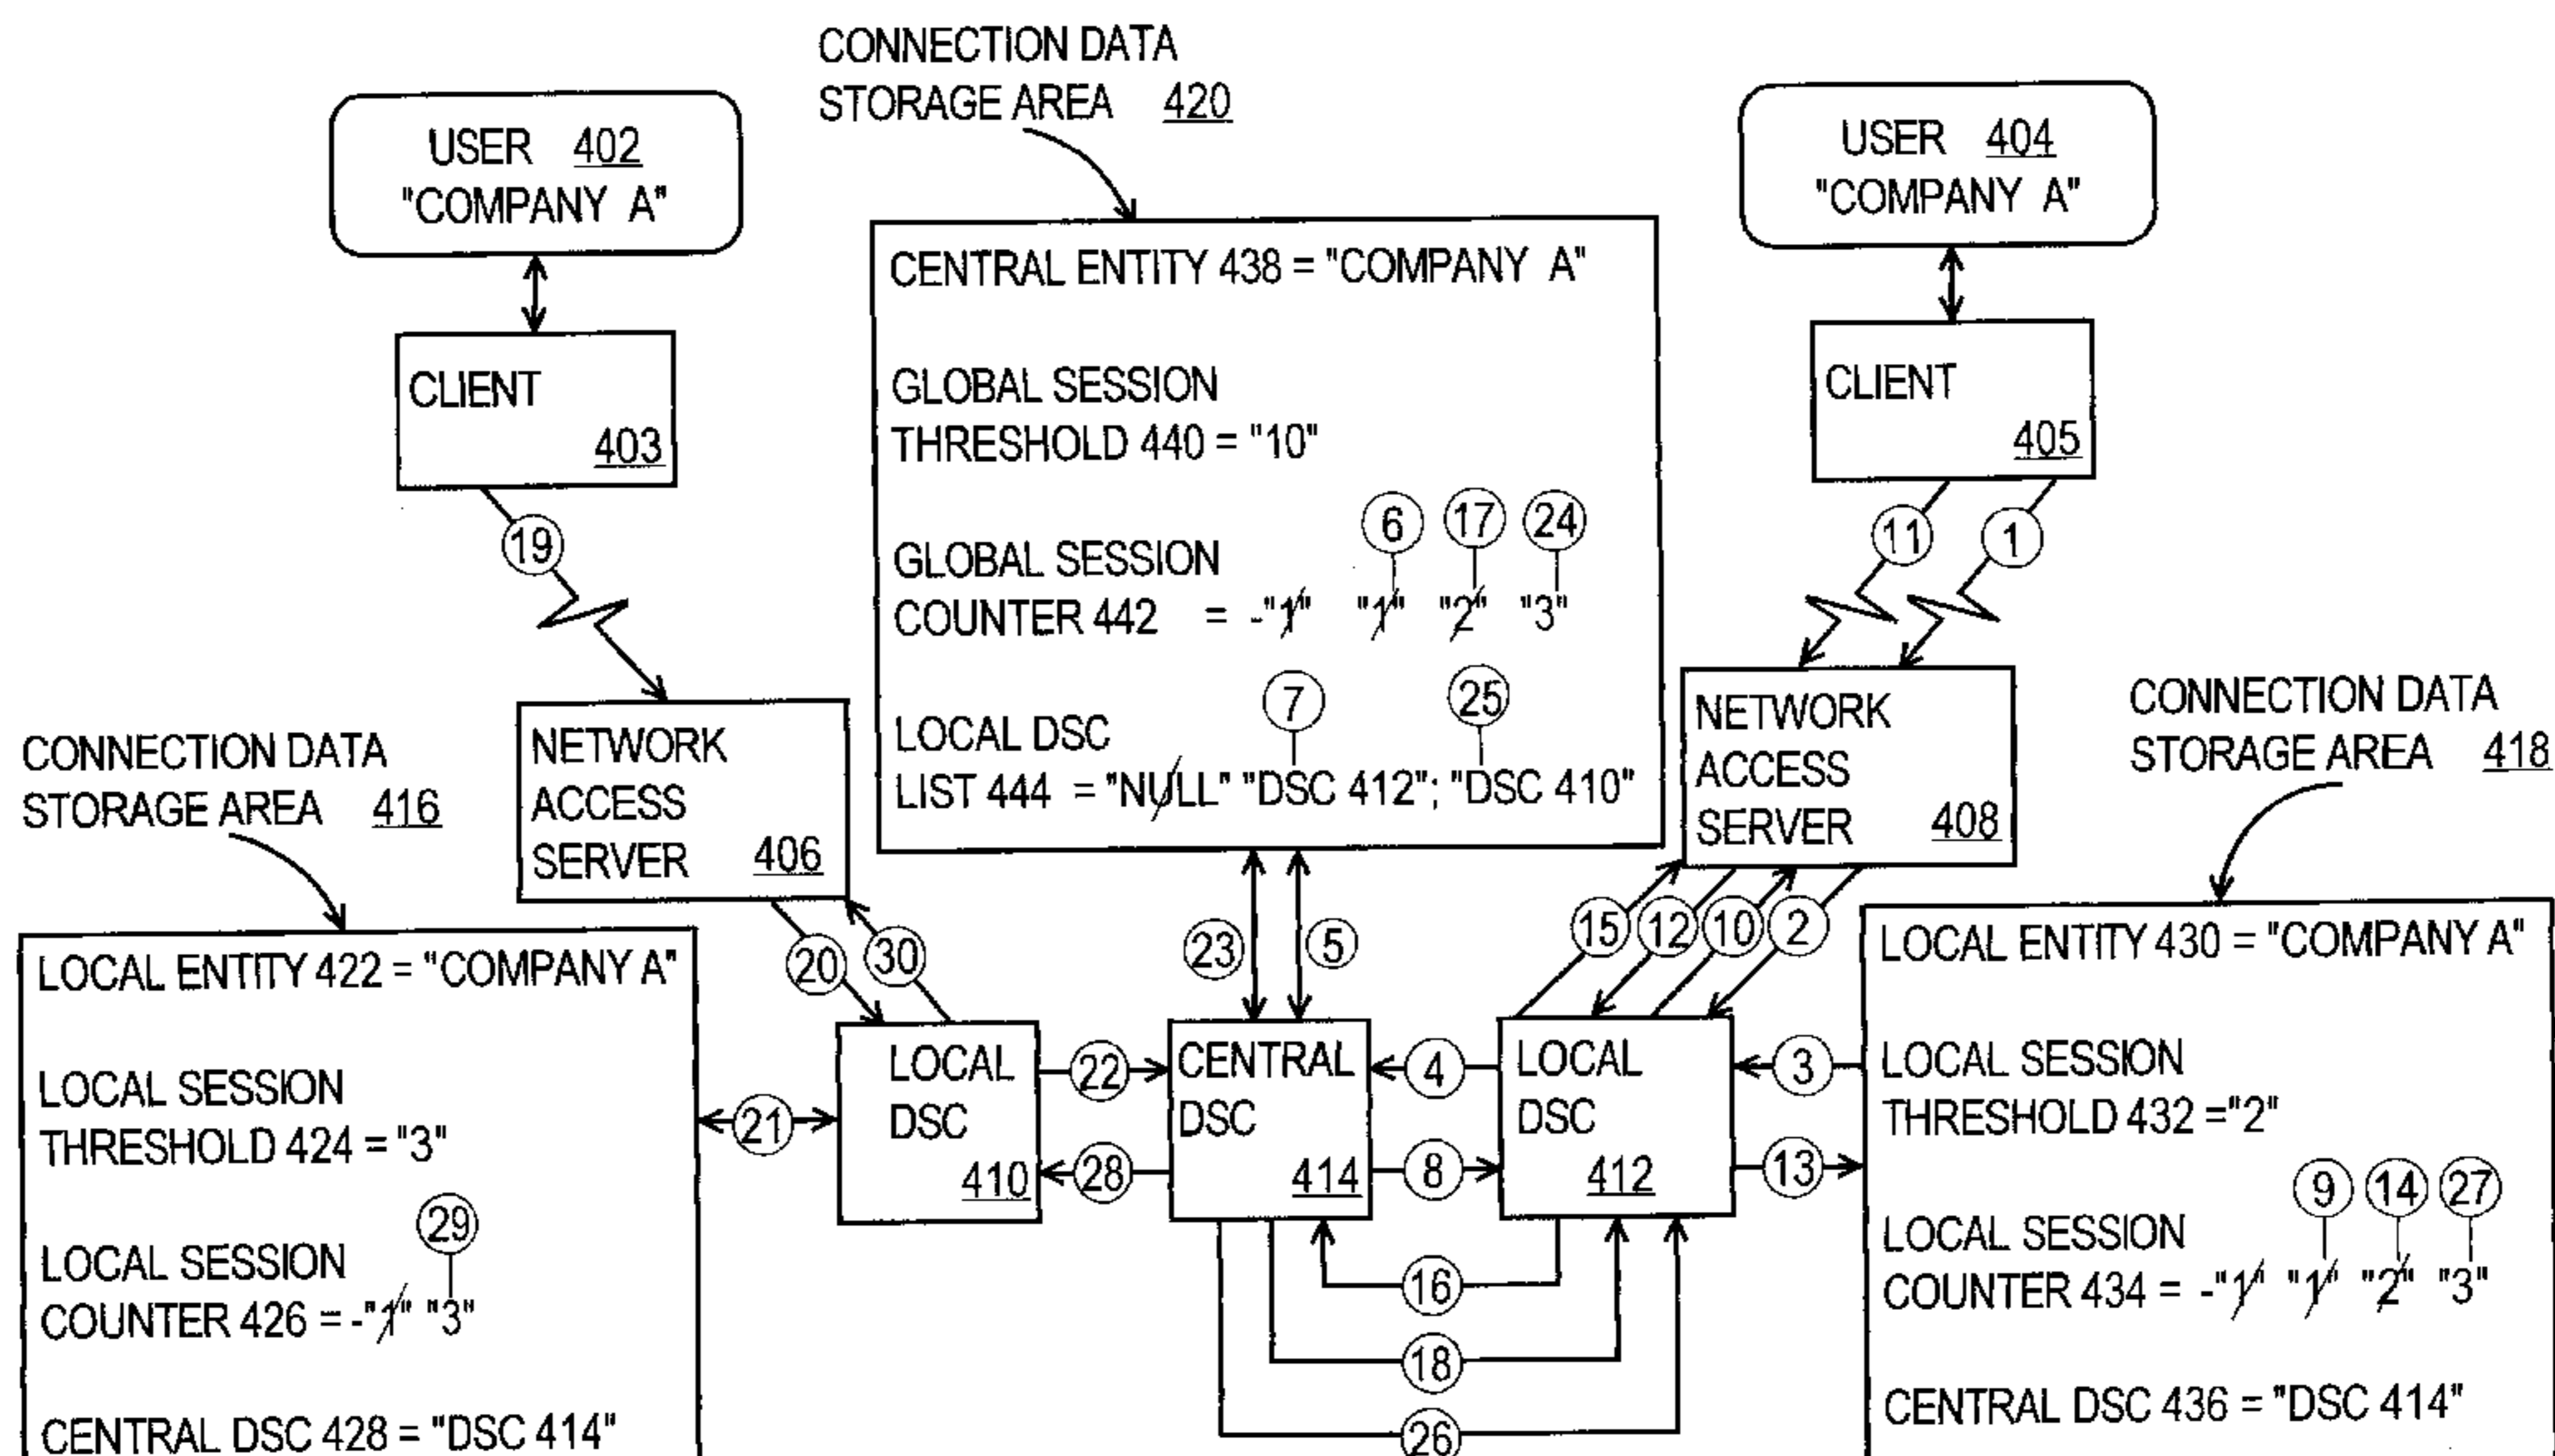 CONNECTION DATA
STORAGE AREA 420
USER 402
"COMPANY A"
USER 404
"COMPANY A"
CLIENT
403
CENTRAL ENTITY 438 = "COMPANY A"
GLOBAL SESSION
THRESHOLD 440 = "10"
6 17 24
GLOBAL SESSION
COUNTER 442 = -"1" "1" "2" "3"
7 25
LOCAL DSC
LIST 444 = "NULL" "DSC 412"; "DSC 410"
CLIENT
405
19
11 1
NETWORK
ACCESS
SERVER 406
NETWORK
ACCESS
SERVER 408
CONNECTION DATA
STORAGE AREA 416
CONNECTION DATA
STORAGE AREA 418
20 30
23 5
15 12 10 2
LOCAL ENTITY 422 = "COMPANY A"
LOCAL SESSION
THRESHOLD 424 = "3"
29
LOCAL SESSION
COUNTER 426 = -"1" "3"
CENTRAL DSC 428 = "DSC 414"
21
LOCAL
DSC
410
22
28
CENTRAL
DSC
414
4
8
LOCAL
DSC
412
3
13
16
18
26
LOCAL ENTITY 430 = "COMPANY A"
LOCAL SESSION
THRESHOLD 432 ="2"
9 14 27
LOCAL SESSION
COUNTER 434 = -"1" "1" "2" "3"
CENTRAL DSC 436 = "DSC 414"